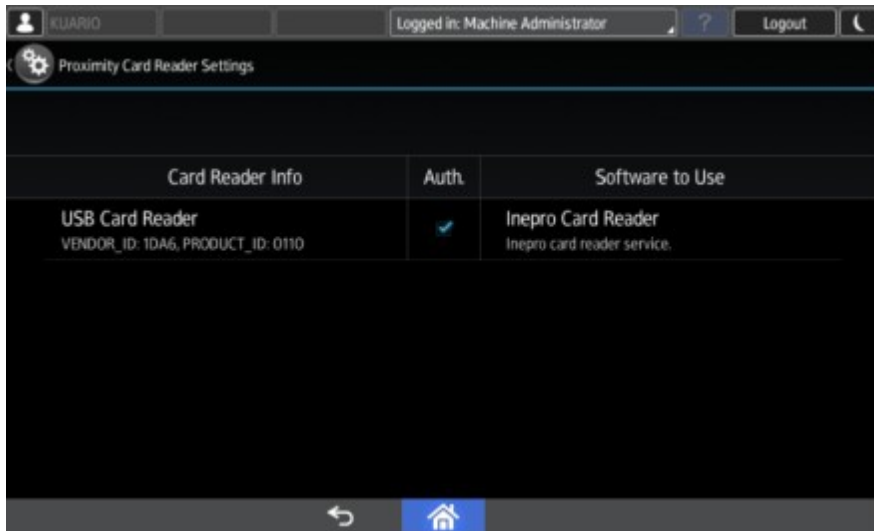 KUARIO
Logged in: Machine Administrator
?
Logout
Proximity Card Reader Settings
Card Reader Info
Auth.
Software to Use
USB Card Reader
Inepro Card Reader
VENDOR_ID: 1DA6, PRODUCT_ID: 0110
Inepro card reader service.